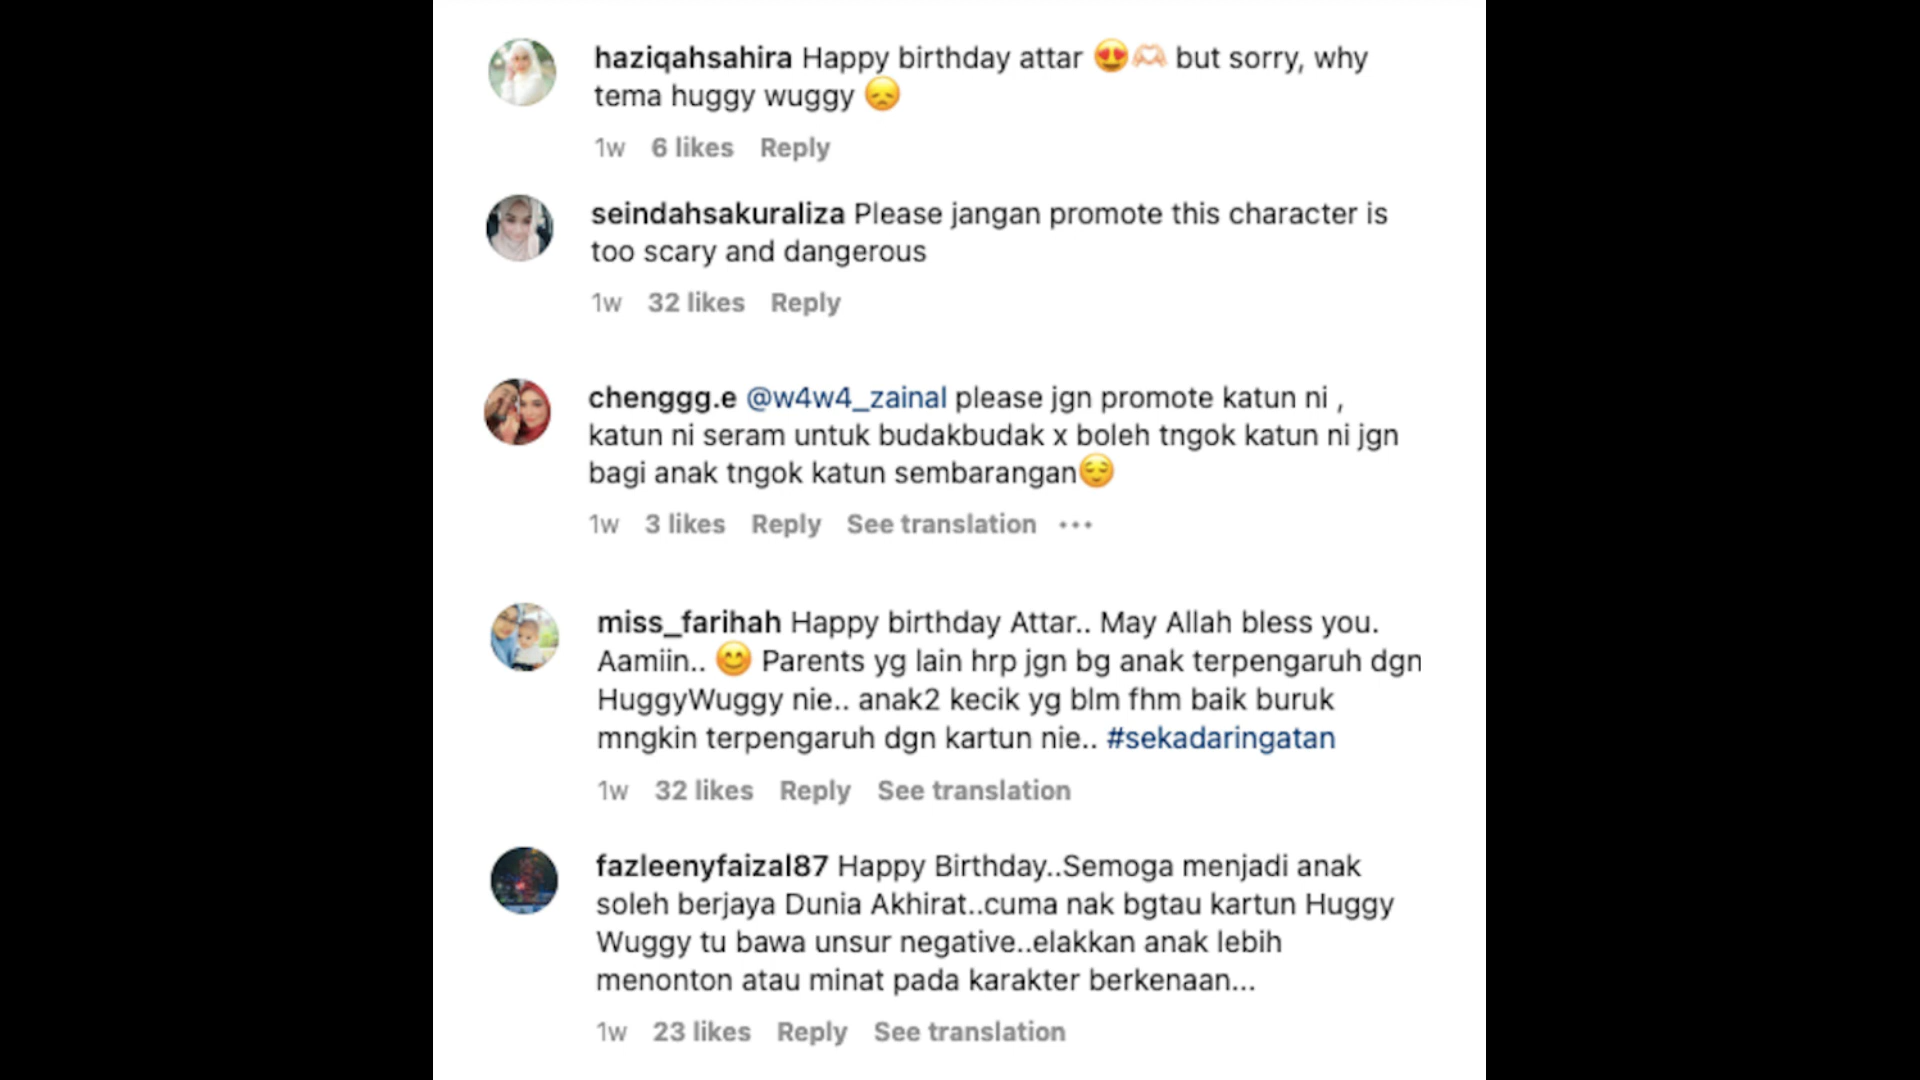 haziqahsahira Happy birthday attar 😍🫶🏻 but sorry, why
tema huggy wuggy 😞
1w 6 likes Reply
seindahsakuraliza Please jangan promote this character is
too scary and dangerous
1w 32 likes Reply
chenggg.e @w4w4_zainal please jgn promote katun ni ,
katun ni seram untuk budakbudak x boleh tngok katun ni jgn
bagi anak tngok katun sembarangan😌
1w 3 likes Reply See translation •••
miss_farihah Happy birthday Attar.. May Allah bless you.
Aamiin.. 😊 Parents yg lain hrp jgn bg anak terpengaruh dgn
HuggyWuggy nie.. anak2 kecik yg blm fhm baik buruk
mngkin terpengaruh dgn kartun nie.. #sekadaringatan
1w 32 likes Reply See translation
fazleenyfaizal87 Happy Birthday..Semoga menjadi anak
soleh berjaya Dunia Akhirat..cuma nak bgtau kartun Huggy
Wuggy tu bawa unsur negative..elakkan anak lebih
menonton atau minat pada karakter berkenaan...
1w 23 likes Reply See translation